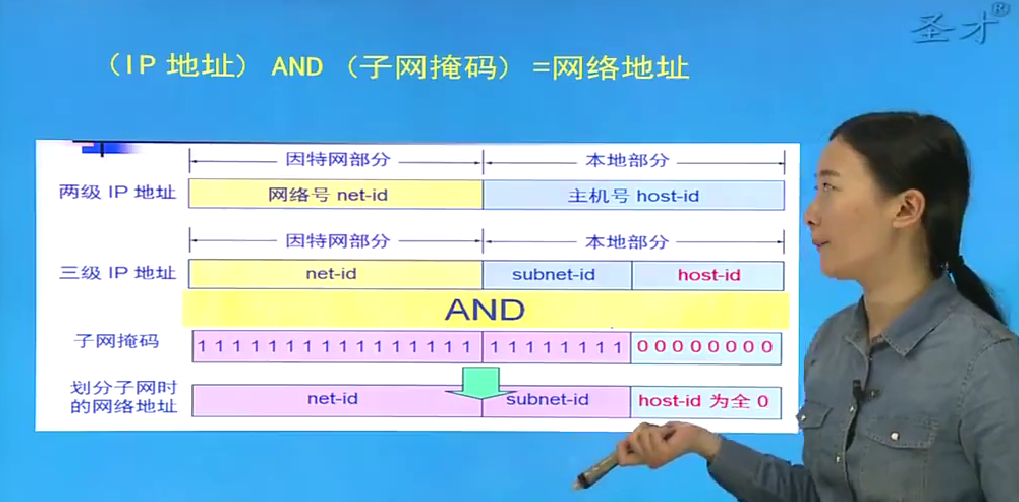 圣才®
(IP 地址) AND (子网掩码) =网络地址
因特网部分 本地部分
两级 IP 地址 网络号 net-id 主机号 host-id
因特网部分 本地部分
三级 IP 地址 net-id subnet-id host-id
AND
子网掩码 1 1 1 1 1 1 1 1 1 1 1 1 1 1 1 1 1 1 1 1 1 1 1 1 0 0 0 0 0 0 0 0
划分子网时
的网络地址 net-id subnet-id host-id 为全 0